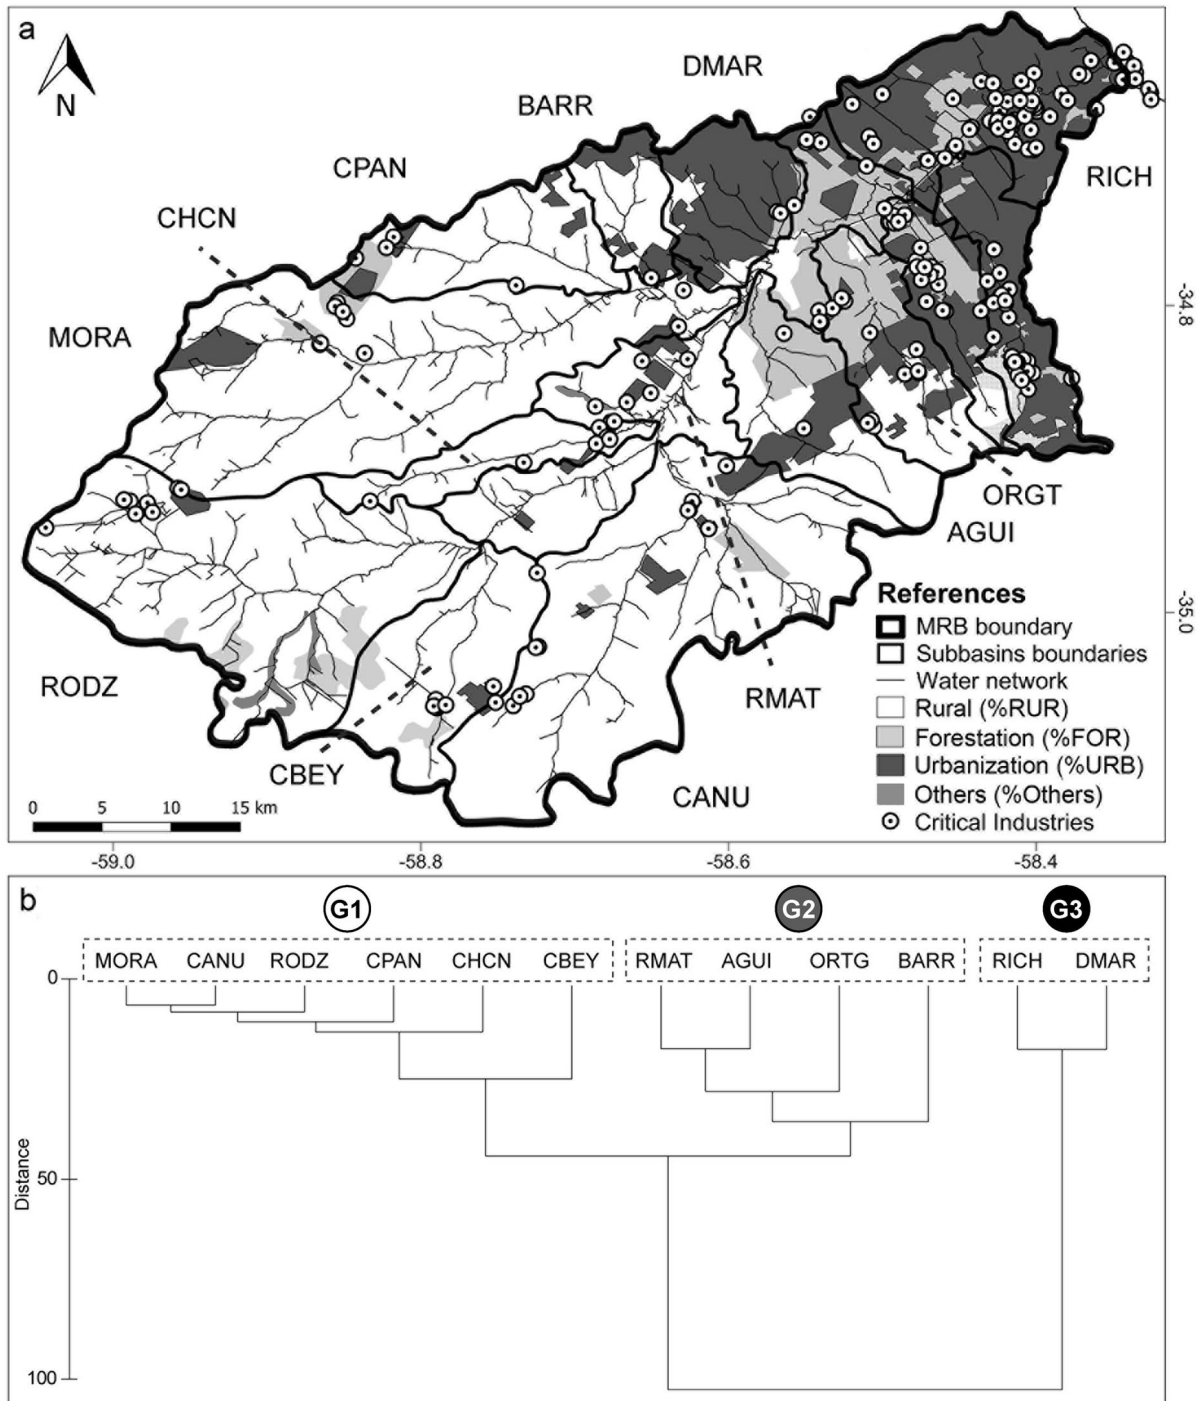 a
N
DMAR
BARR
CPAN
RICH
CHCN
MORA
-34.8
ORGT
AGUI
References
MRB boundary
Subbasins boundaries
Water network
Rural (%RUR)
Forestation (%FOR)
Urbanization (%URB)
Others (%Others)
Critical Industries
-35.0
RODZ
RMAT
CBEY
CANU
0 5 10 15 km
-59.0 -58.8 -58.6 -58.4
b
G1 G2 G3
MORA CANU RODZ CPAN CHCN CBEY RMAT AGUI ORTG BARR RICH DMAR
0
50
100
Distance